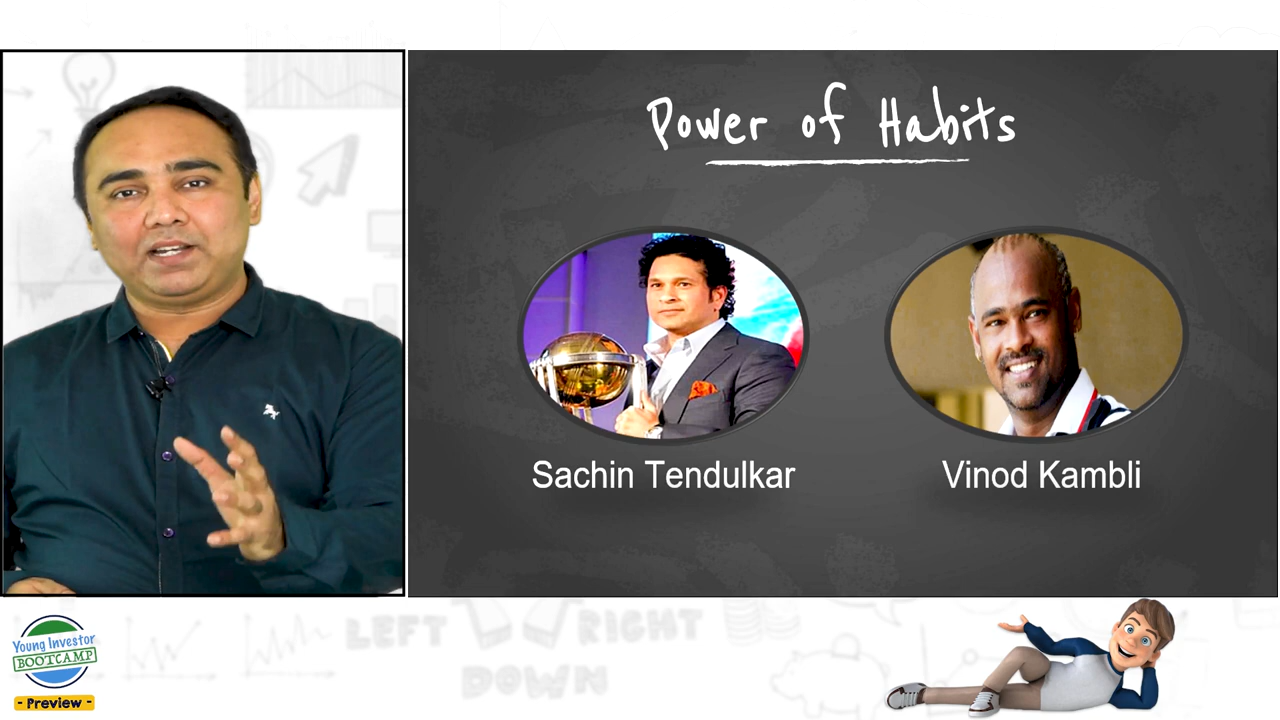 Power of Habits
Sachin Tendulkar
Vinod Kambli
LEFT
RIGHT
DOWN
Young Investor
BOOTCAMP
- Preview -